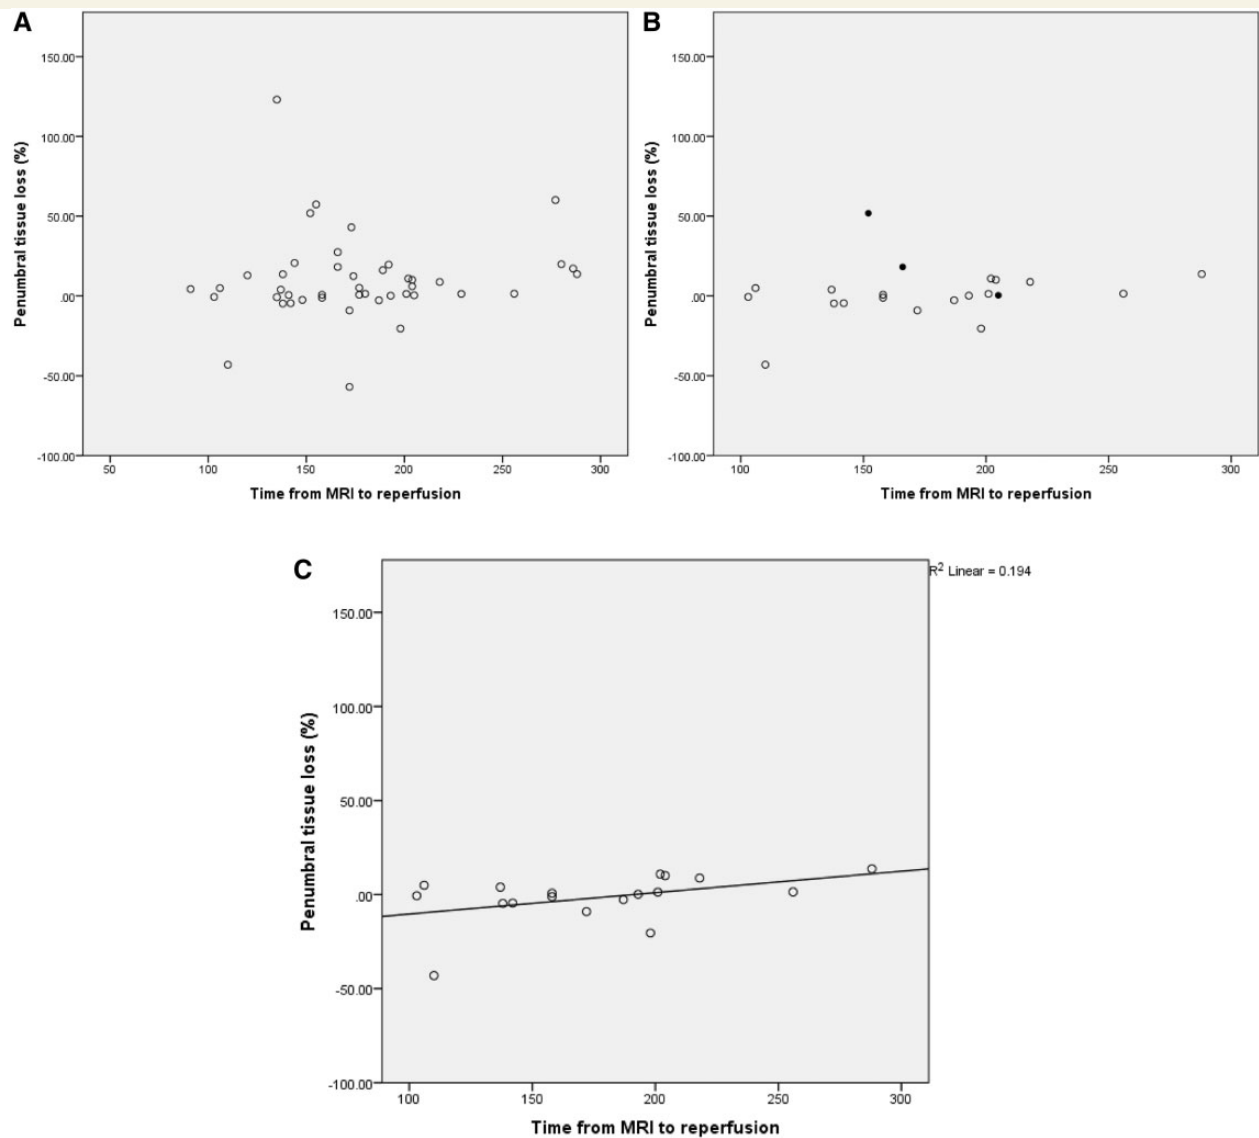 A
150.00
100.00
50.00
.00
-50.00
-100.00
Penumbral tissue loss (%)
50 100 150 200 250 300
Time from MRI to reperfusion
B
150.00
100.00
50.00
.00
-50.00
-100.00
Penumbral tissue loss (%)
100 150 200 250 300
Time from MRI to reperfusion
C
R² Linear = 0.194
150.00
100.00
50.00
.00
-50.00
-100.00
Penumbral tissue loss (%)
100 150 200 250 300
Time from MRI to reperfusion